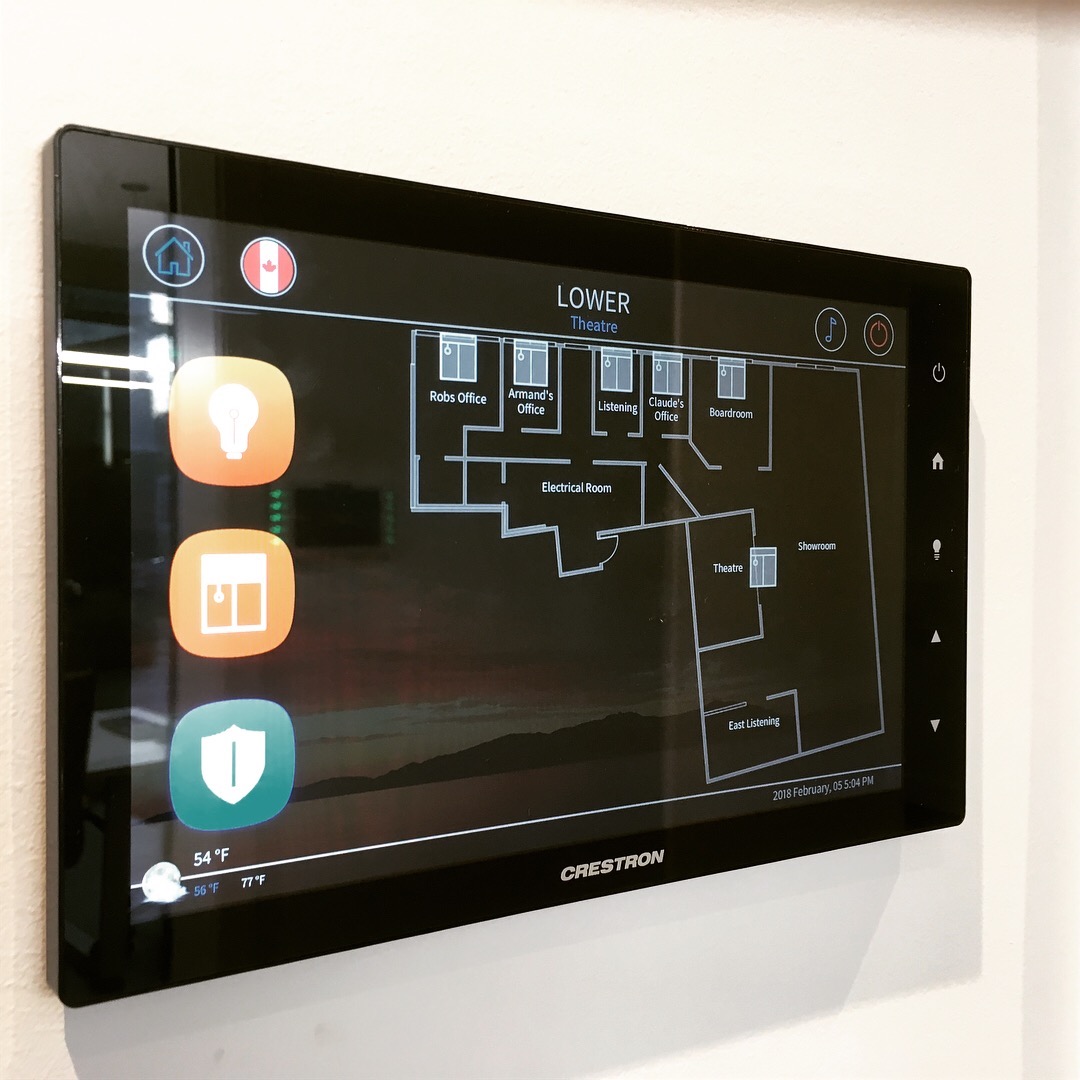 LOWER
Theatre
Robs Office
Armand's
Office
Listening
Claude's
Office
Boardroom
Electrical Room
Showroom
Theatre
East Listening
2018 February, 05 5:04 PM
54 °F
56 °F
77 °F
CRESTRON